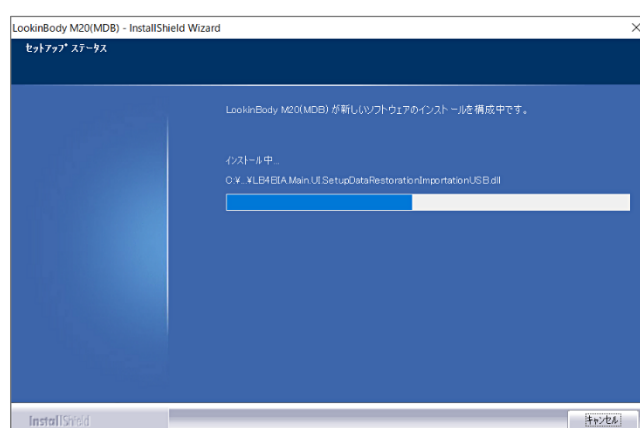 LookinBody M20(MDB) - InstallShield Wizard
セットアップ ステータス
LookinBody M20(MDB) が新しいソフトウェアのインストールを構成中です。
インストール中...
C:¥...¥LB4BIA.Main.UI.SetupDataRestorationImportationUSB.dll
InstallShield
キャンセル